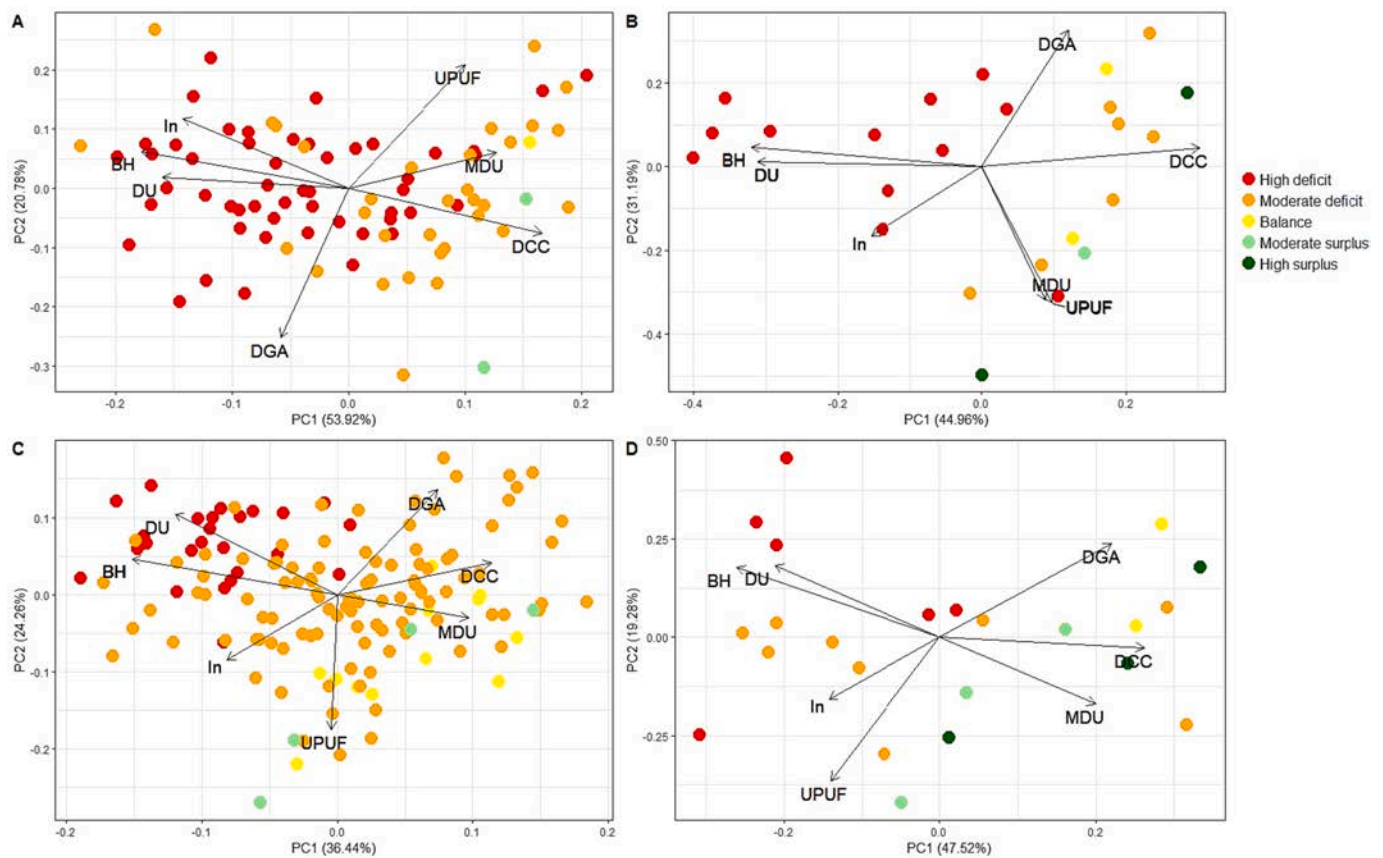 A
0.2
0.1
0.0
-0.1
-0.2
-0.3
PC2 (20.78%)
UPUF
In
BH
MDU
DU
DCC
DGA
-0.2
-0.1
0.0
0.1
0.2
PC1 (53.92%)
B
0.2
0.0
-0.2
-0.4
PC2 (31.19%)
DGA
BH
DU
DCC
In
MDU
UPUF
-0.4
-0.2
0.0
0.2
PC1 (44.96%)
High deficit
Moderate deficit
Balance
Moderate surplus
High surplus
C
0.1
0.0
-0.1
-0.2
PC2 (24.26%)
DGA
DU
BH
DCC
MDU
In
UPUF
-0.2
-0.1
0.0
0.1
0.2
PC1 (36.44%)
D
0.50
0.25
0.00
-0.25
PC2 (19.28%)
DGA
BH
DU
DCC
In
MDU
UPUF
-0.2
0.0
0.2
PC1 (47.52%)